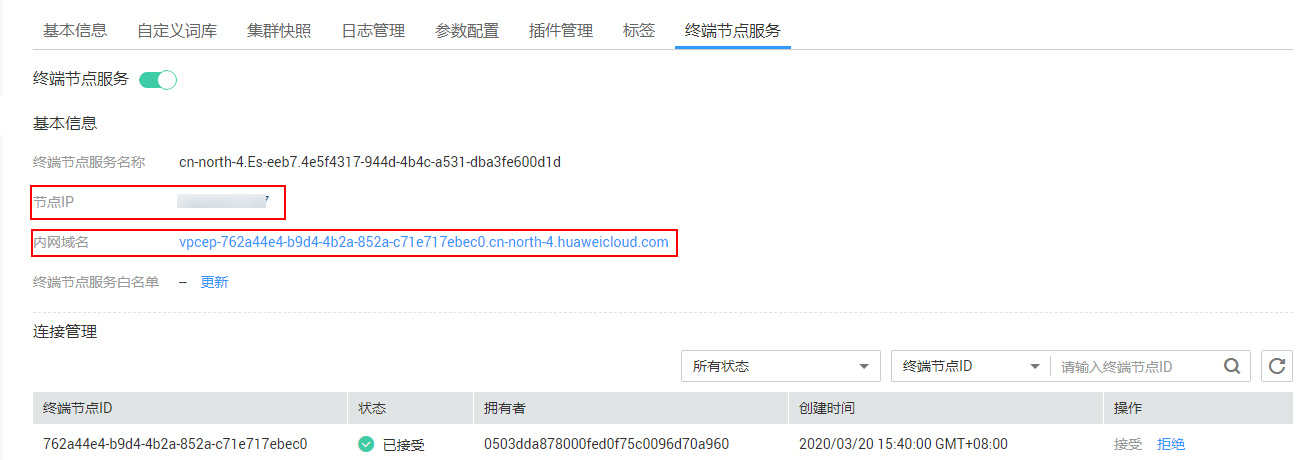 基本信息 自定义词库 集群快照 日志管理 参数配置 插件管理 标签 终端节点服务
终端节点服务
基本信息
终端节点服务名称 cn-north-4.Es-eeb7.4e5f4317-944d-4b4c-a531-dba3fe600d1d
节点IP
内网域名 vpcep-762a44e4-b9d4-4b2a-852a-c71e717ebec0.cn-north-4.huaweicloud.com
终端节点服务白名单 -- 更新
连接管理
所有状态 终端节点ID 请输入终端节点ID
终端节点ID 状态 拥有者 创建时间 操作
762a44e4-b9d4-4b2a-852a-c71e717ebec0 已接受 0503dda878000fed0f75c0096d70a960 2020/03/20 15:40:00 GMT+08:00 接受 拒绝